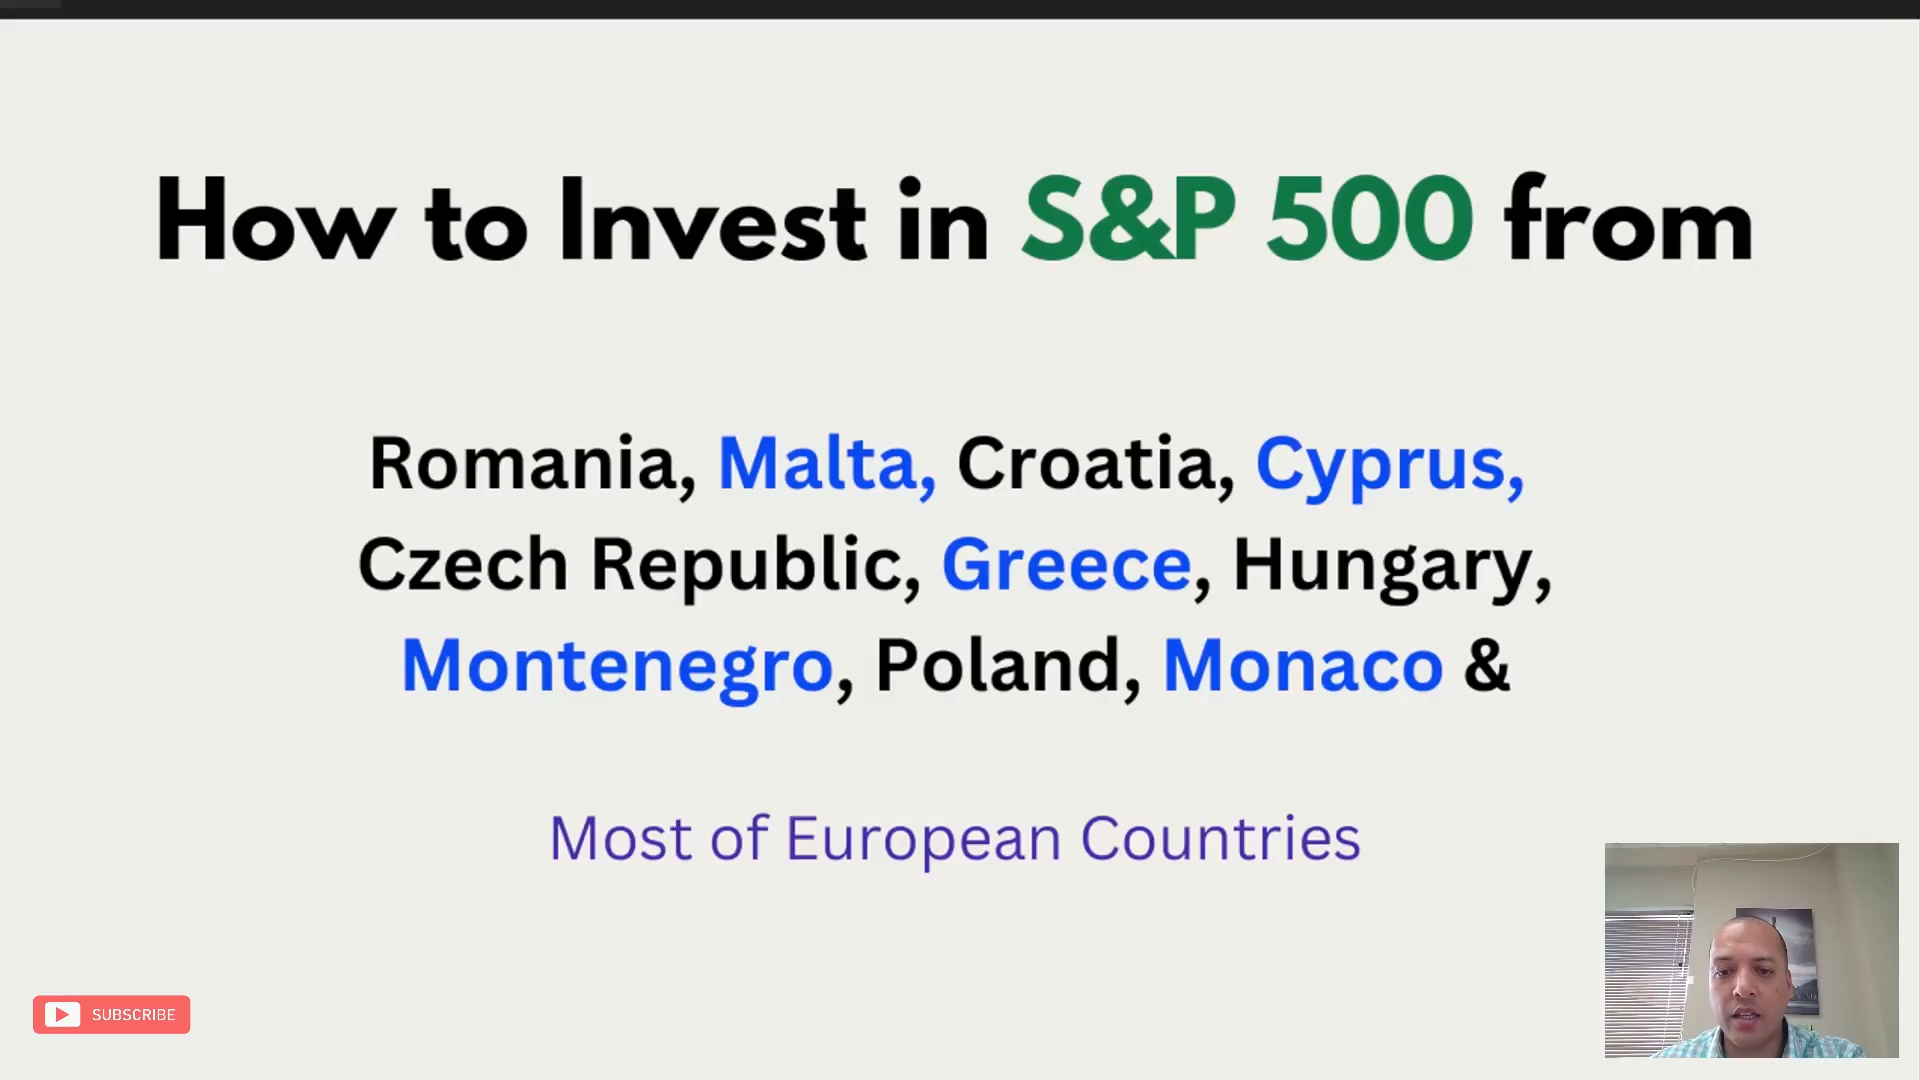 How to Invest in S&P 500 from
Romania, Malta, Croatia, Cyprus,
Czech Republic, Greece, Hungary,
Montenegro, Poland, Monaco &
Most of European Countries
SUBSCRIBE